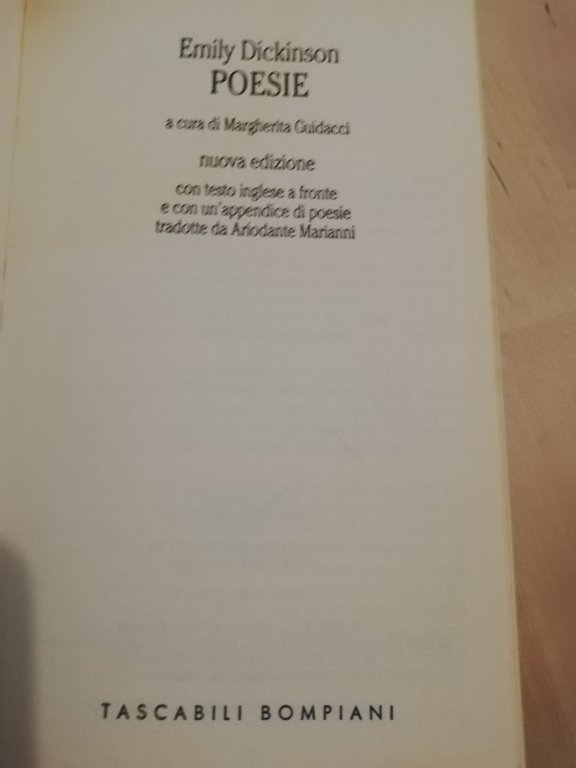 Emily Dickinson
POESIE
a cura di Margherita Guidacci
nuova edizione
con testo inglese a fronte
e con un'appendice di poesie
tradotte da Ariodante Marianni
TASCABILI BOMPIANI